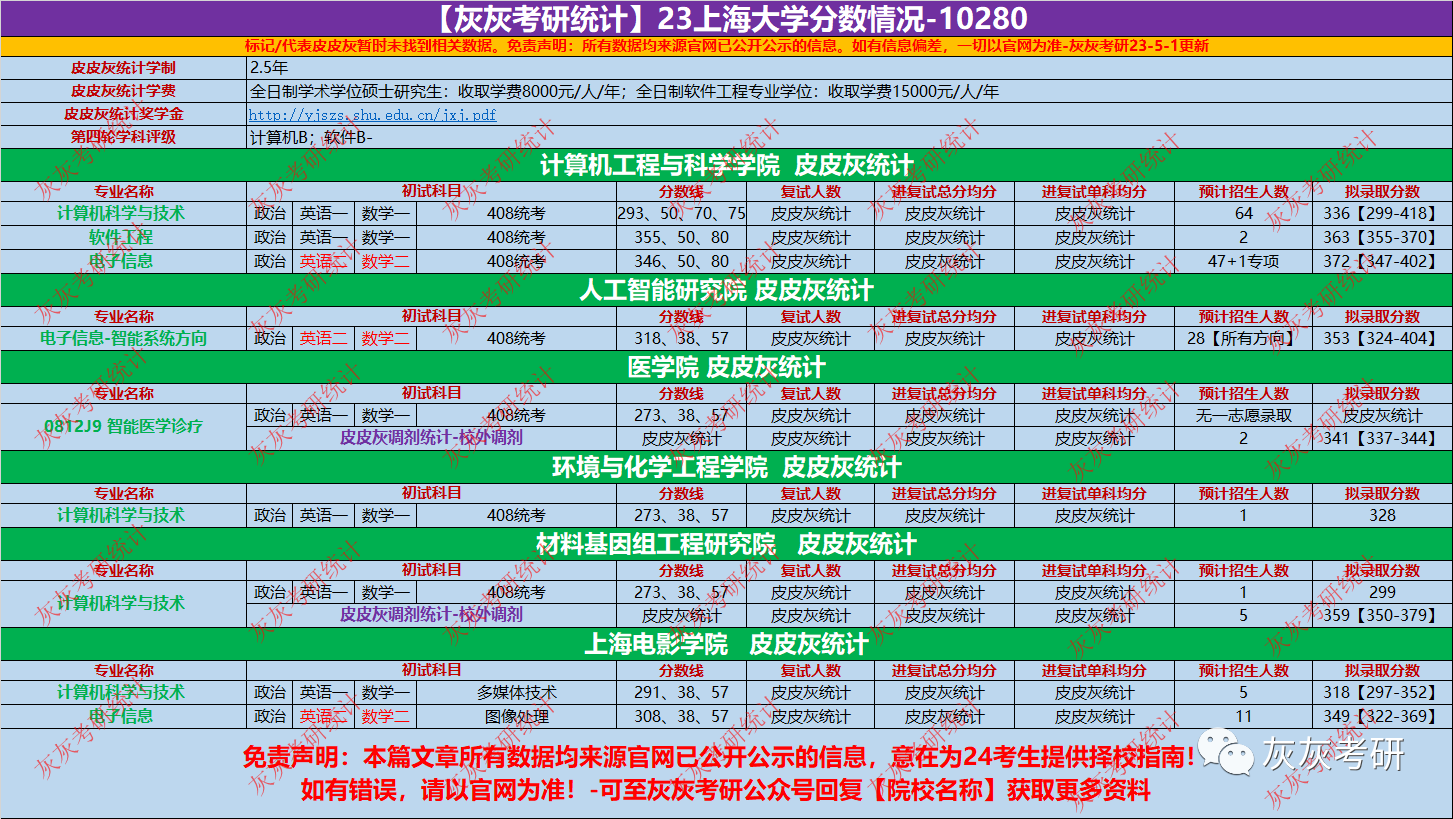 【灰灰考研统计】23上海大学分数情况-10280
标记/代表皮皮灰暂时未找到相关数据。免责声明：所有数据均来源官网已公开公示的信息。如有信息偏差，一切以官网为准-灰灰考研23-5-1更新
皮皮灰统计学制 2.5年
皮皮灰统计学费 全日制学术学位硕士研究生：收取学费8000元/人/年；全日制软件工程专业学位：收取学费15000元/人/年
皮皮灰统计奖学金 http://yjszs.shu.edu.cn/jxj.pdf
第四轮学科评级 计算机B；软件B-
计算机工程与科学学院 皮皮灰统计
专业名称 初试科目 分数线 复试人数 进复试总分均分 进复试单科均分 预计招生人数 拟录取分数
计算机科学与技术 政治 英语一 数学一 408统考 293、50、70、75 皮皮灰统计 皮皮灰统计 皮皮灰统计 64 336【299-418】
软件工程 政治 英语一 数学一 408统考 355、50、80 皮皮灰统计 皮皮灰统计 皮皮灰统计 2 363【355-370】
电子信息 政治 英语二 数学二 408统考 346、50、80 皮皮灰统计 皮皮灰统计 皮皮灰统计 47+1专项 372【347-402】
人工智能研究院 皮皮灰统计
专业名称 初试科目 分数线 复试人数 进复试总分均分 进复试单科均分 预计招生人数 拟录取分数
电子信息-智能系统方向 政治 英语二 数学二 408统考 318、38、57 皮皮灰统计 皮皮灰统计 皮皮灰统计 28【所有方向】 353【324-404】
医学院 皮皮灰统计
专业名称 初试科目 分数线 复试人数 进复试总分均分 进复试单科均分 预计招生人数 拟录取分数
0812J9 智能医学诊疗 政治 英语一 数学一 408统考 273、38、57 皮皮灰统计 皮皮灰统计 皮皮灰统计 无一志愿录取 皮皮灰统计
皮皮灰调剂统计-校外调剂 皮皮灰统计 皮皮灰统计 皮皮灰统计 皮皮灰统计 2 341【337-344】
环境与化学工程学院 皮皮灰统计
专业名称 初试科目 分数线 复试人数 进复试总分均分 进复试单科均分 预计招生人数 拟录取分数
计算机科学与技术 政治 英语一 数学一 408统考 273、38、57 皮皮灰统计 皮皮灰统计 皮皮灰统计 1 328
材料基因组工程研究院 皮皮灰统计
专业名称 初试科目 分数线 复试人数 进复试总分均分 进复试单科均分 预计招生人数 拟录取分数
计算机科学与技术 政治 英语一 数学一 408统考 273、38、57 皮皮灰统计 皮皮灰统计 皮皮灰统计 1 299
皮皮灰调剂统计-校外调剂 皮皮灰统计 皮皮灰统计 皮皮灰统计 皮皮灰统计 5 359【350-379】
上海电影学院 皮皮灰统计
专业名称 初试科目 分数线 复试人数 进复试总分均分 进复试单科均分 预计招生人数 拟录取分数
计算机科学与技术 政治 英语一 数学一 多媒体技术 291、38、57 皮皮灰统计 皮皮灰统计 皮皮灰统计 5 318【297-352】
电子信息 政治 英语二 数学二 图像处理 308、38、57 皮皮灰统计 皮皮灰统计 皮皮灰统计 11 349【322-369】
免责声明：本篇文章所有数据均来源官网已公开公示的信息，意在为24考生提供择校指南！
如有错误，请以官网为准！-可至灰灰考研公众号回复【院校名称】获取更多资料
灰灰考研